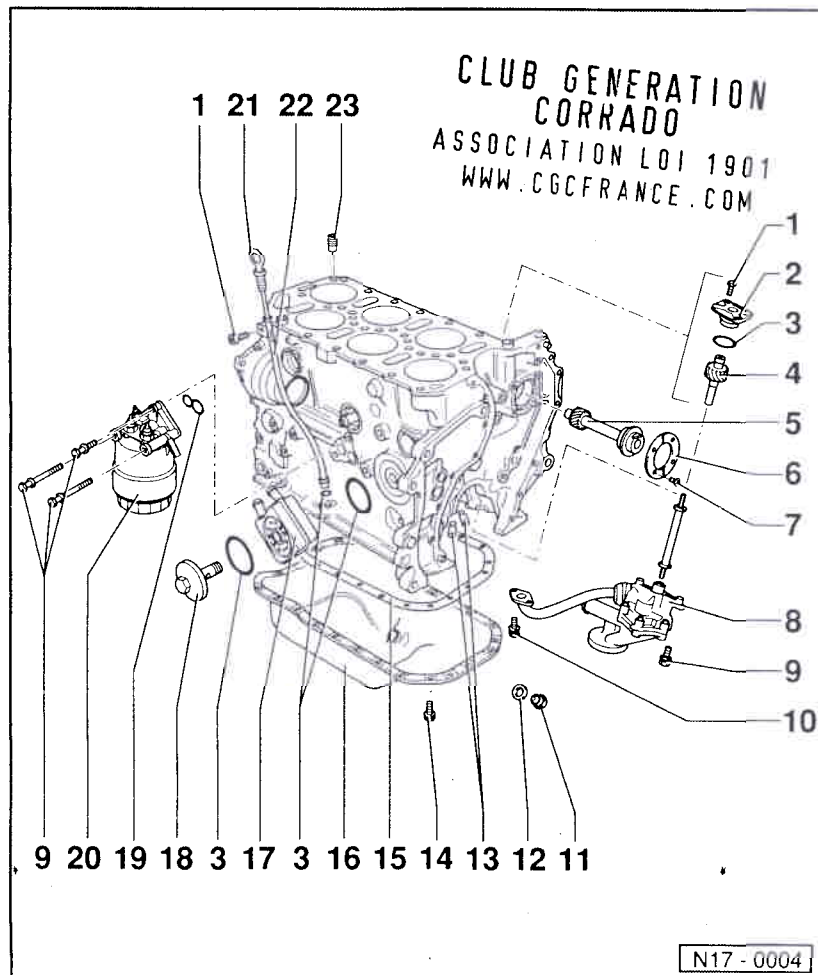 CLUB GENERATION
CORRADO
ASSOCIATION LOI 1901
WWW.CGCFRANCE.COM
1 21 22 23
1
2
3
4
5
6
7
8
9
10
9 20 19 18 3 17 3 16 15 14 13 12 11
N17 - 0004